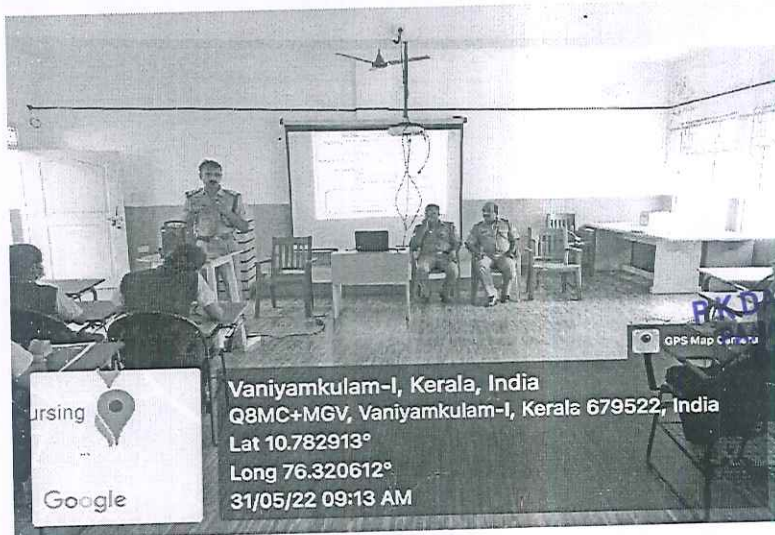 GPS Map Camera
Vaniyamkulam-I, Kerala, India
Q8MC+MGV, Vaniyamkulam-I, Kerala 679522, India
Lat 10.782913°
Long 76.320612°
31/05/22 09:13 AM
ursing
Google